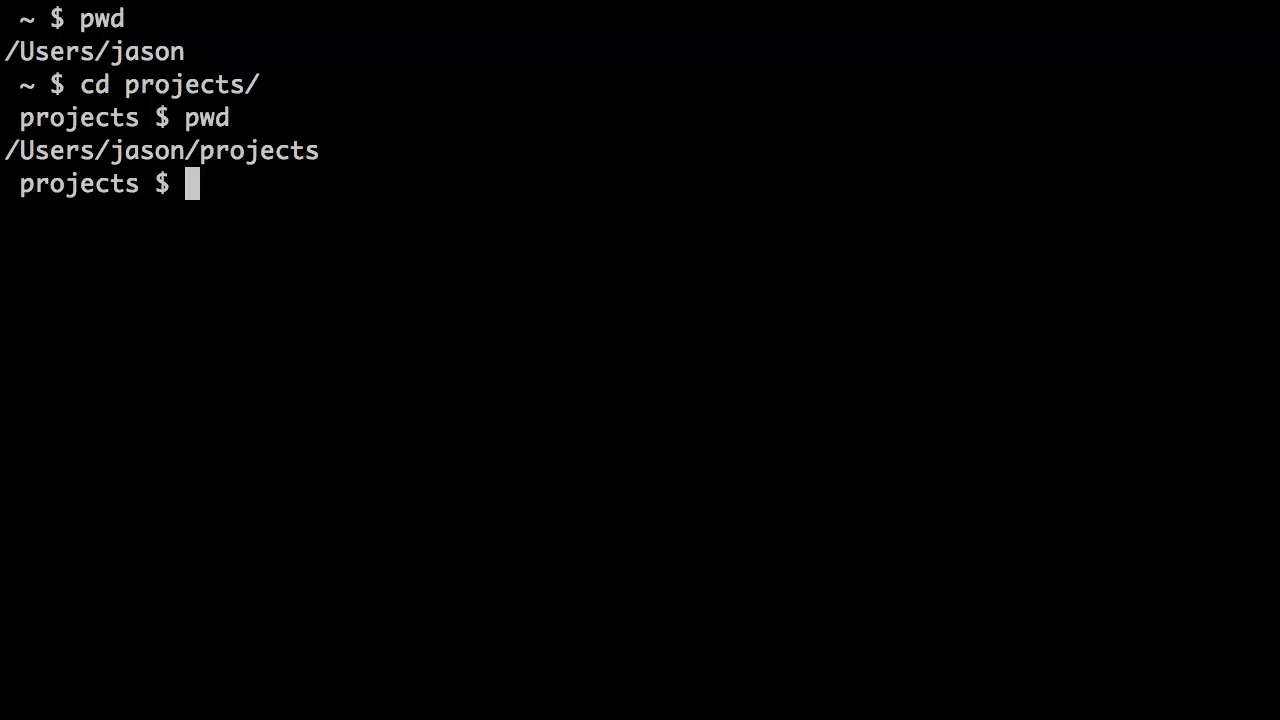 ~ $ pwd
/Users/jason
~ $ cd projects/
projects $ pwd
/Users/jason/projects
projects $